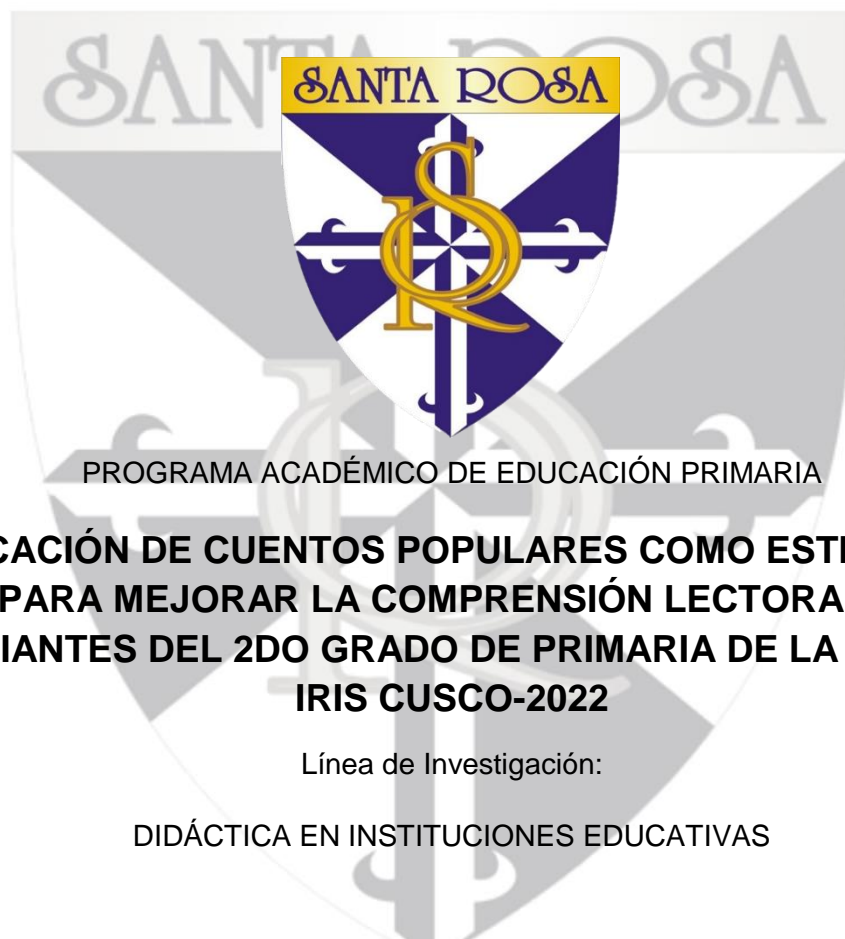 SANTA ROSA
SANTA ROSA
PROGRAMA ACADÉMICO DE EDUCACIÓN PRIMARIA
CACIÓN DE CUENTOS POPULARES COMO
PARA MEJORAR LA COMPRENSIÓN LECTORA
IANTES DEL 2DO GRADO DE PRIMARIA DE LA
IRIS CUSCO-2022
Línea de Investigación:
DIDÁCTICA EN INSTITUCIONES EDUCATIVAS